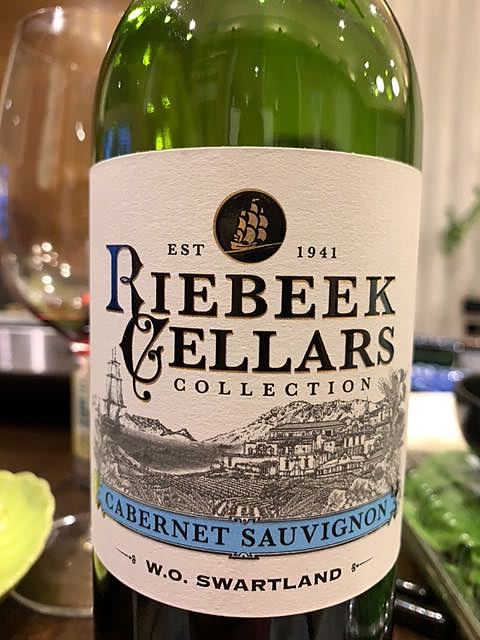 EST 1941
RIEBEEK
CELLARS
COLLECTION
CABERNET SAUVIGNON
W.O. SWARTLAND